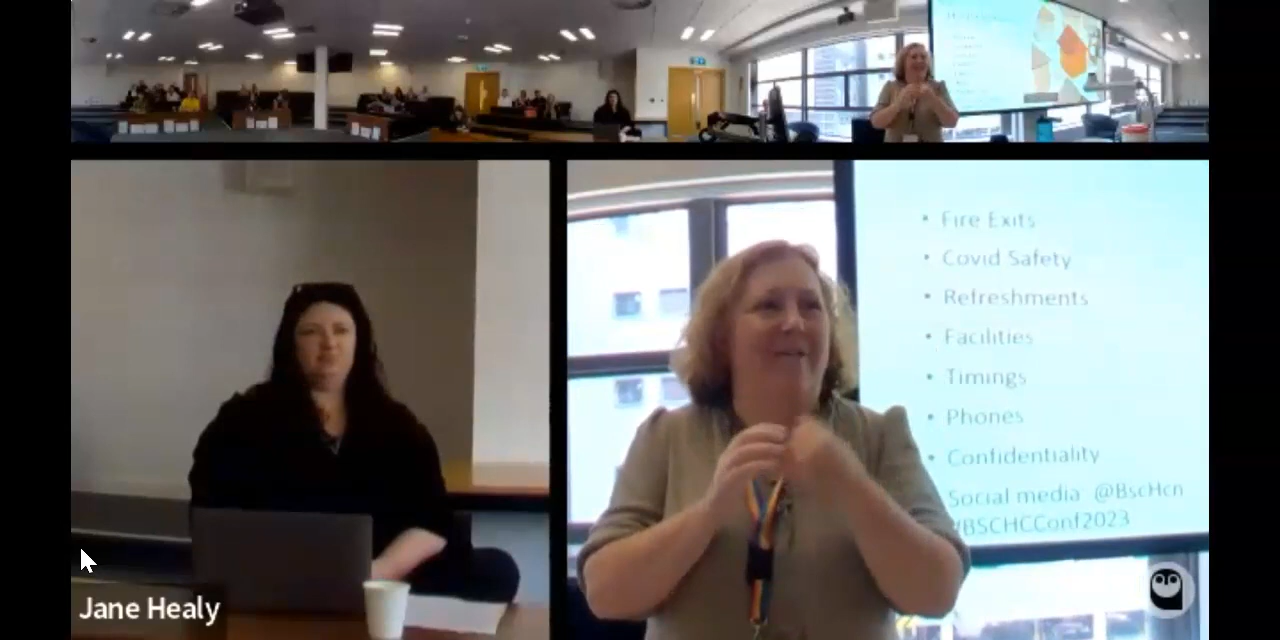 Fire Exits
Covid Safety
Refreshments
Facilities
Timings
Phones
Confidentiality
Social media @BscHcn
#BSCHCConf2023
Jane Healy